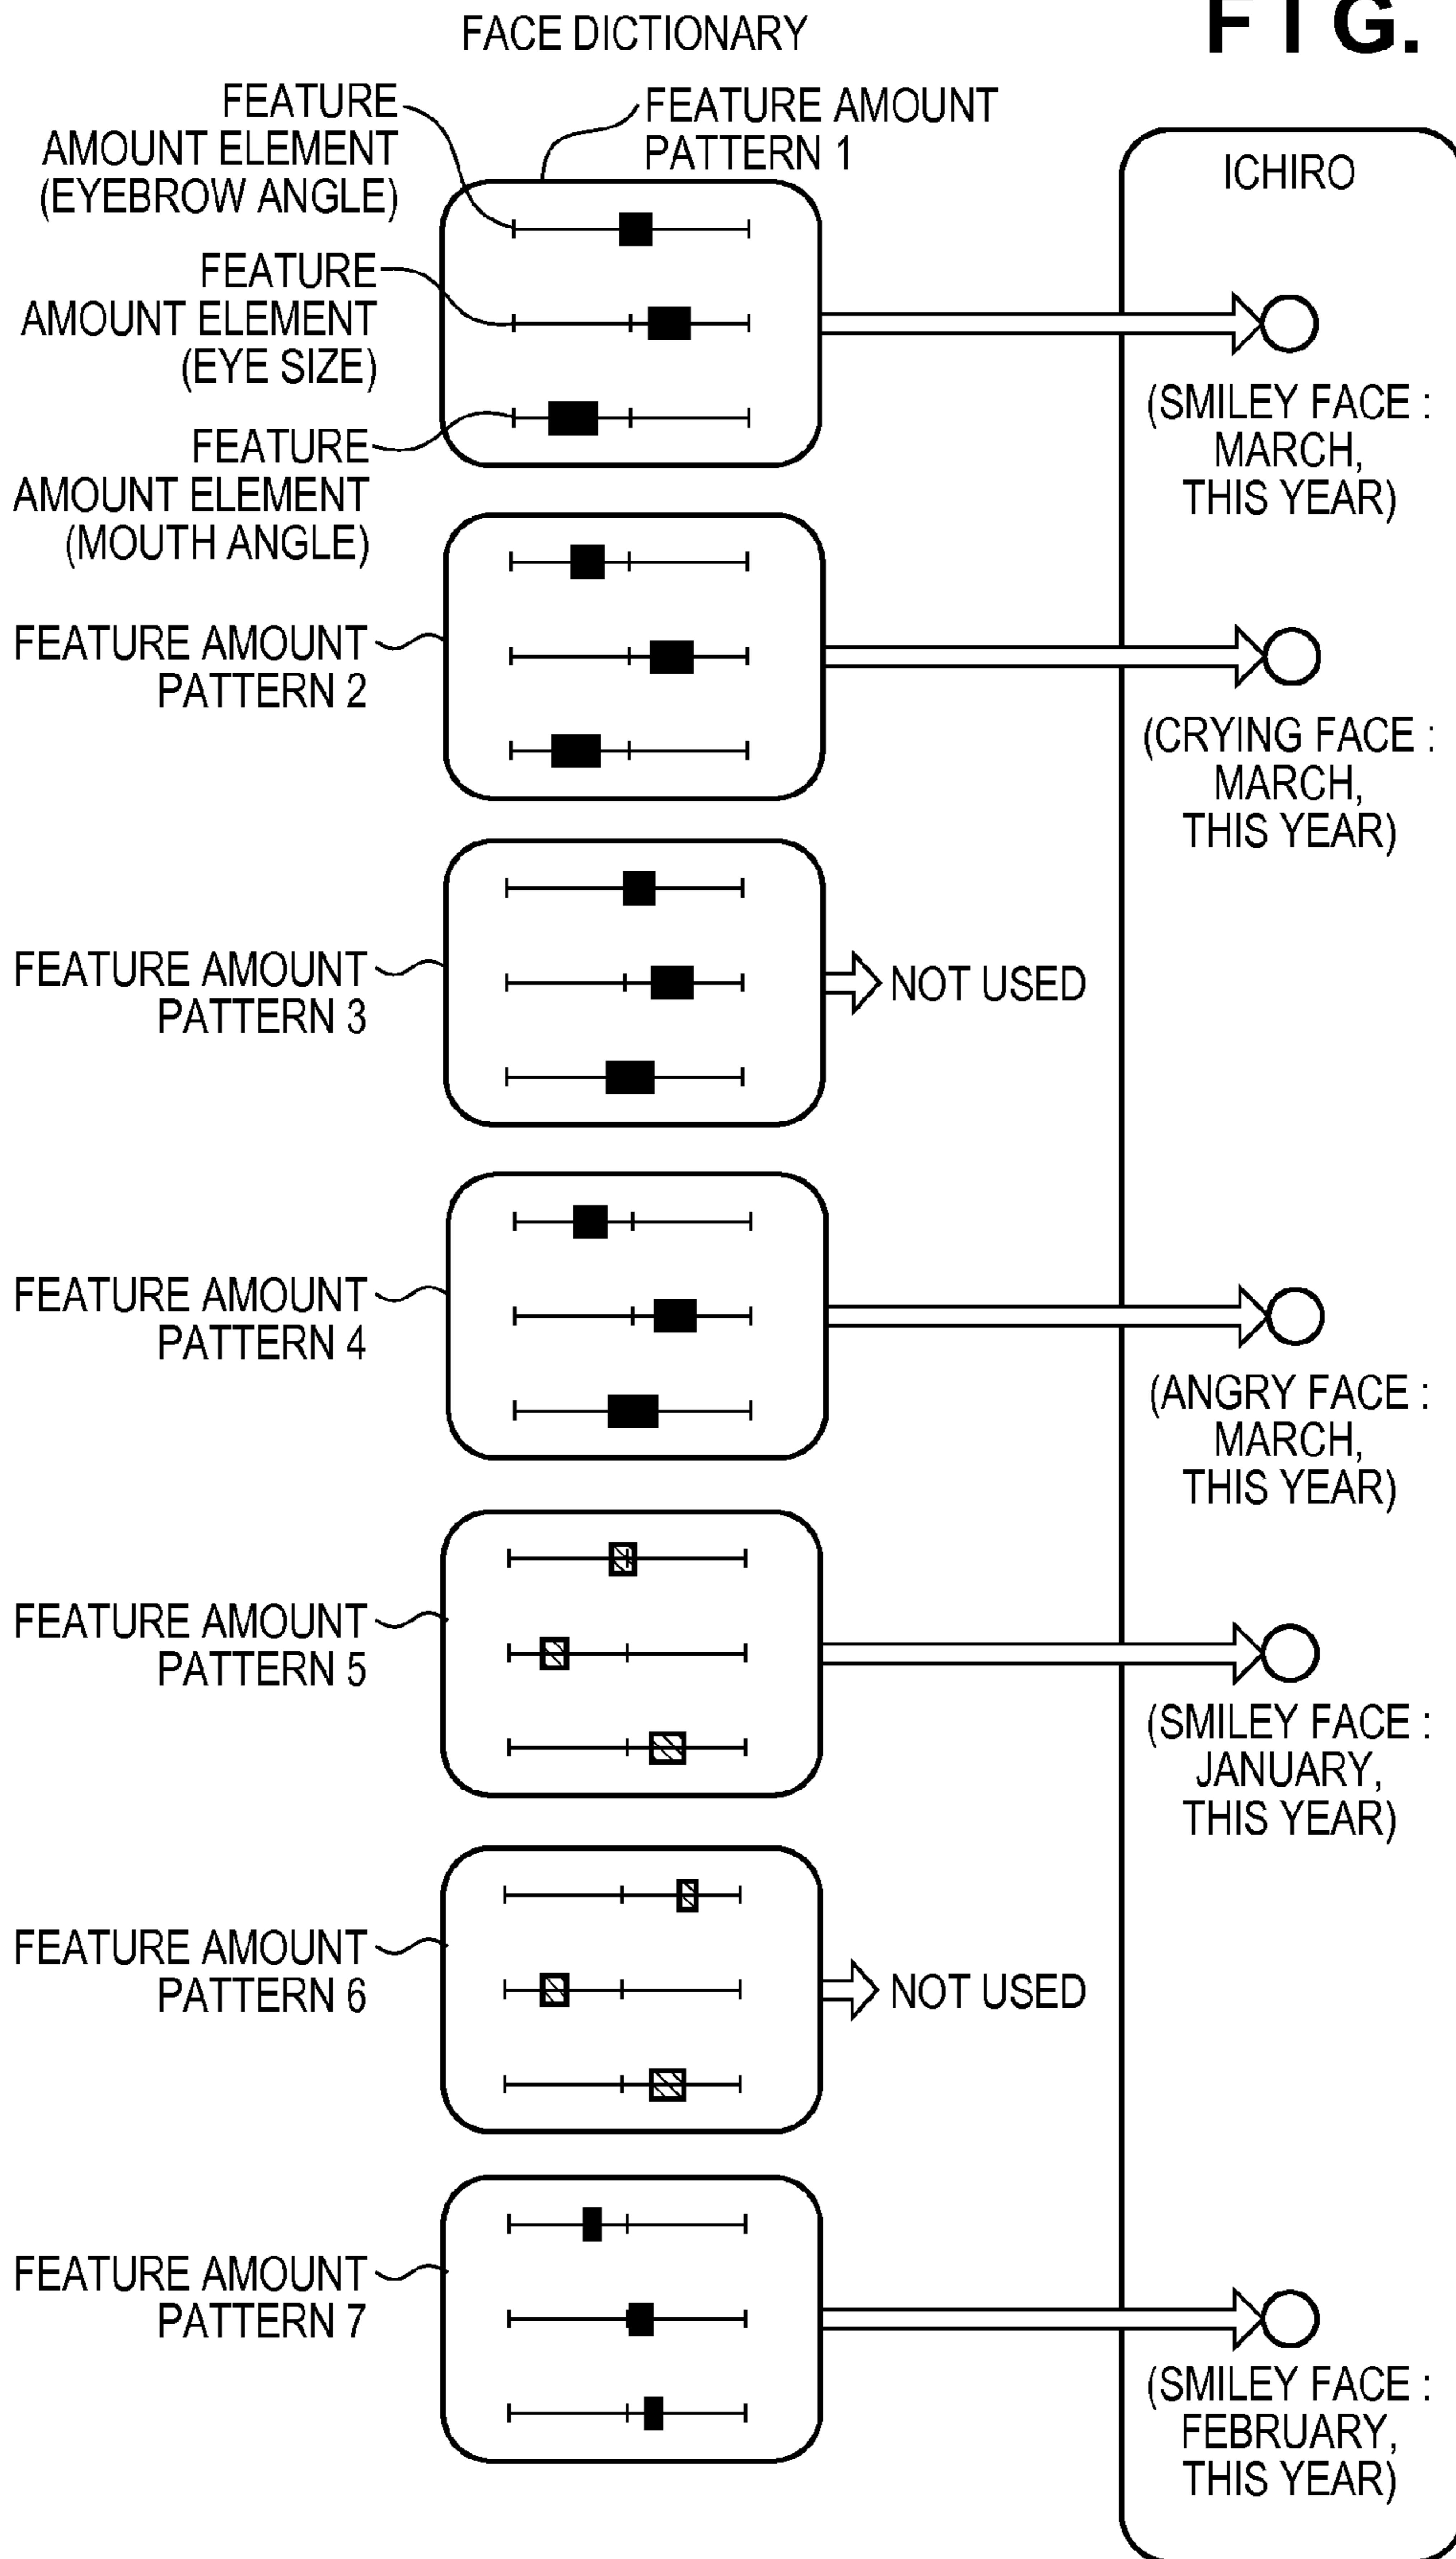 FACE DICTIONARY
FIG.
FEATURE
AMOUNT ELEMENT
(EYEBROW ANGLE)
FEATURE AMOUNT
PATTERN 1
ICHIRO
FEATURE
AMOUNT ELEMENT
(EYE SIZE)
FEATURE
AMOUNT ELEMENT
(MOUTH ANGLE)
(SMILEY FACE :
MARCH,
THIS YEAR)
FEATURE AMOUNT
PATTERN 2
(CRYING FACE :
MARCH,
THIS YEAR)
FEATURE AMOUNT
PATTERN 3
NOT USED
FEATURE AMOUNT
PATTERN 4
(ANGRY FACE :
MARCH,
THIS YEAR)
FEATURE AMOUNT
PATTERN 5
(SMILEY FACE :
JANUARY,
THIS YEAR)
FEATURE AMOUNT
PATTERN 6
NOT USED
FEATURE AMOUNT
PATTERN 7
(SMILEY FACE :
FEBRUARY,
THIS YEAR)